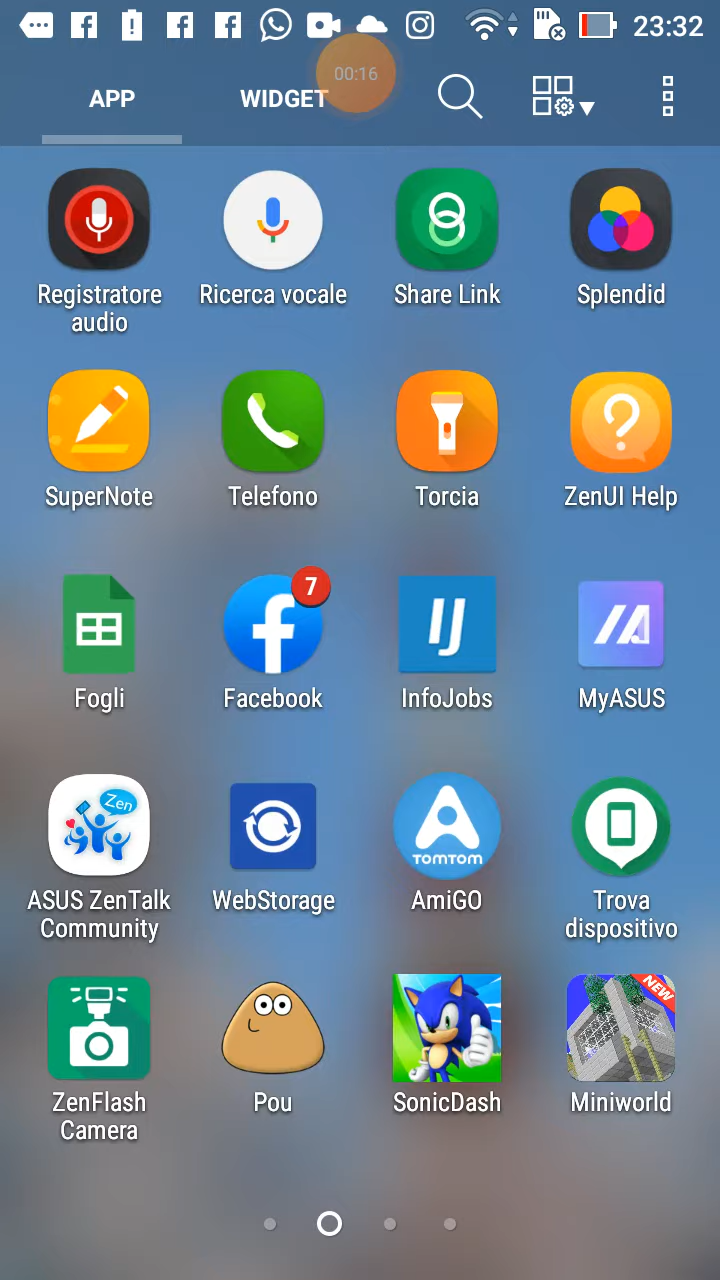 23:32
APP
WIDGET
00:16
Registratore
audio
Ricerca vocale
Share Link
Splendid
SuperNote
Telefono
Torcia
ZenUI Help
Fogli
7
Facebook
IJ
InfoJobs
MyASUS
Zen
ASUS ZenTalk
Community
WebStorage
TOMTOM
AmiGO
Trova
dispositivo
ZenFlash
Camera
Pou
SonicDash
NEW
Miniworld